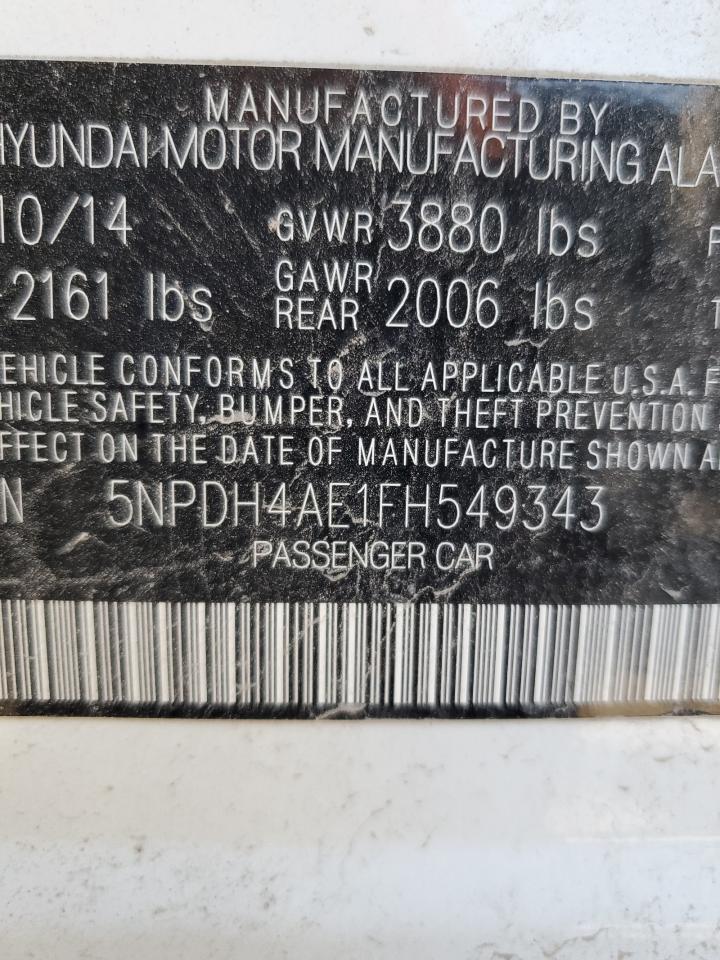 MANUFACTURED BY
HYUNDAI MOTOR MANUFACTURING ALA
10/14 GVWR 3880 lbs
2161 lbs GAWR REAR 2006 lbs
EHICLE CONFORMS TO ALL APPLICABLE U.S.A. F
HICLE SAFETY, BUMPER, AND THEFT PREVENTION
FFECT ON THE DATE OF MANUFACTURE SHOWN A
N 5NPDH4AE1FH549343
PASSENGER CAR